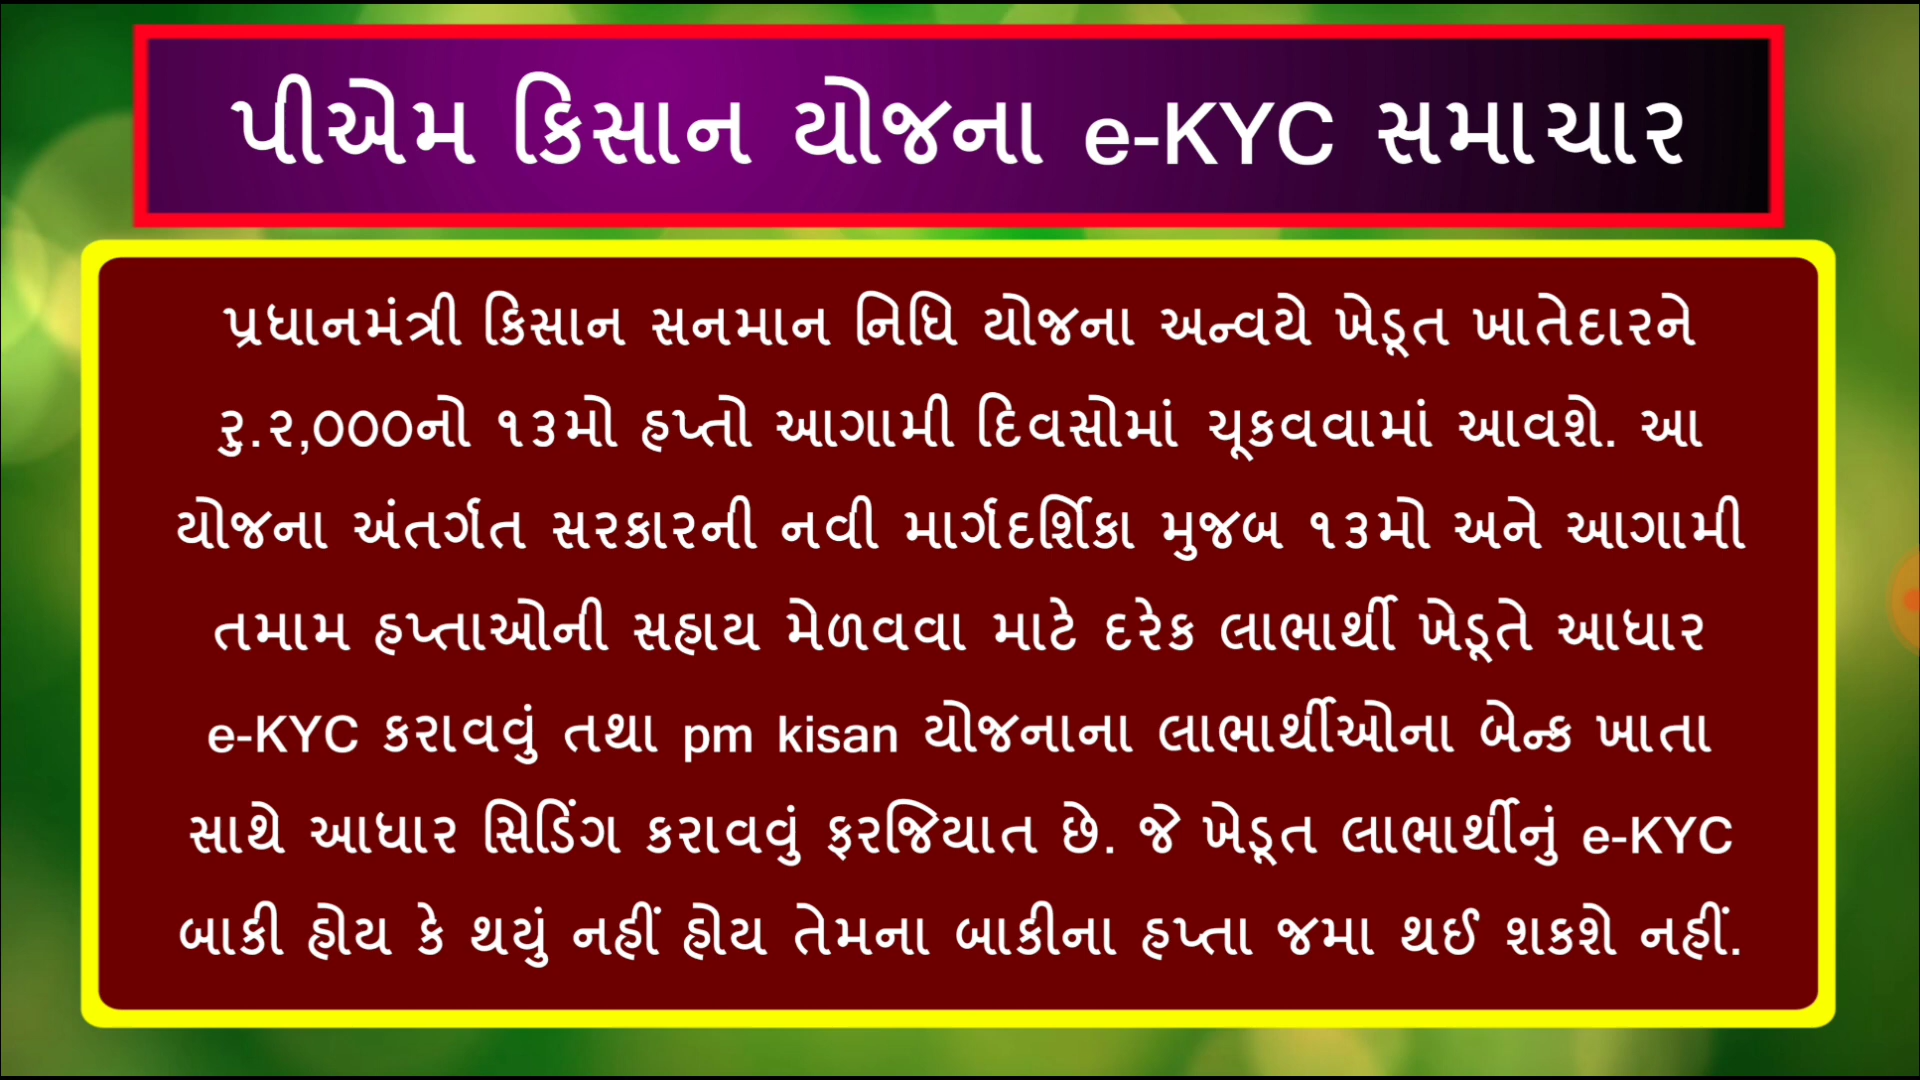 પીએમ કિસાન યોજના e-KYC સમાચાર
પ્રધાનમંત્રી કિસાન સનમાન નિધિ યોજના અન્વયે ખેડૂત ખાતેદારને
રુ.૨,૦૦૦નો ૧૩મો હપ્તો આગામી દિવસોમાં ચૂકવવામાં આવશે. આ
યોજના અંતર્ગત સરકારની નવી માર્ગદર્શિકા મુજબ ૧૩મો અને આગામી
તમામ હપ્તાઓની સહાય મેળવવા માટે દરેક લાભાર્થી ખેડૂતે આધાર
e-KYC કરાવવું તથા pm kisan યોજનાના લાભાર્થીઓના બેન્ક ખાતા
સાથે આધાર સિડિંગ કરાવવું ફરજિયાત છે. જે ખેડૂત લાભાર્થીનું e-KYC
બાકી હોય કે થયું નહીં હોય તેમના બાકીના હપ્તા જમા થઈ શકશે નહીં.